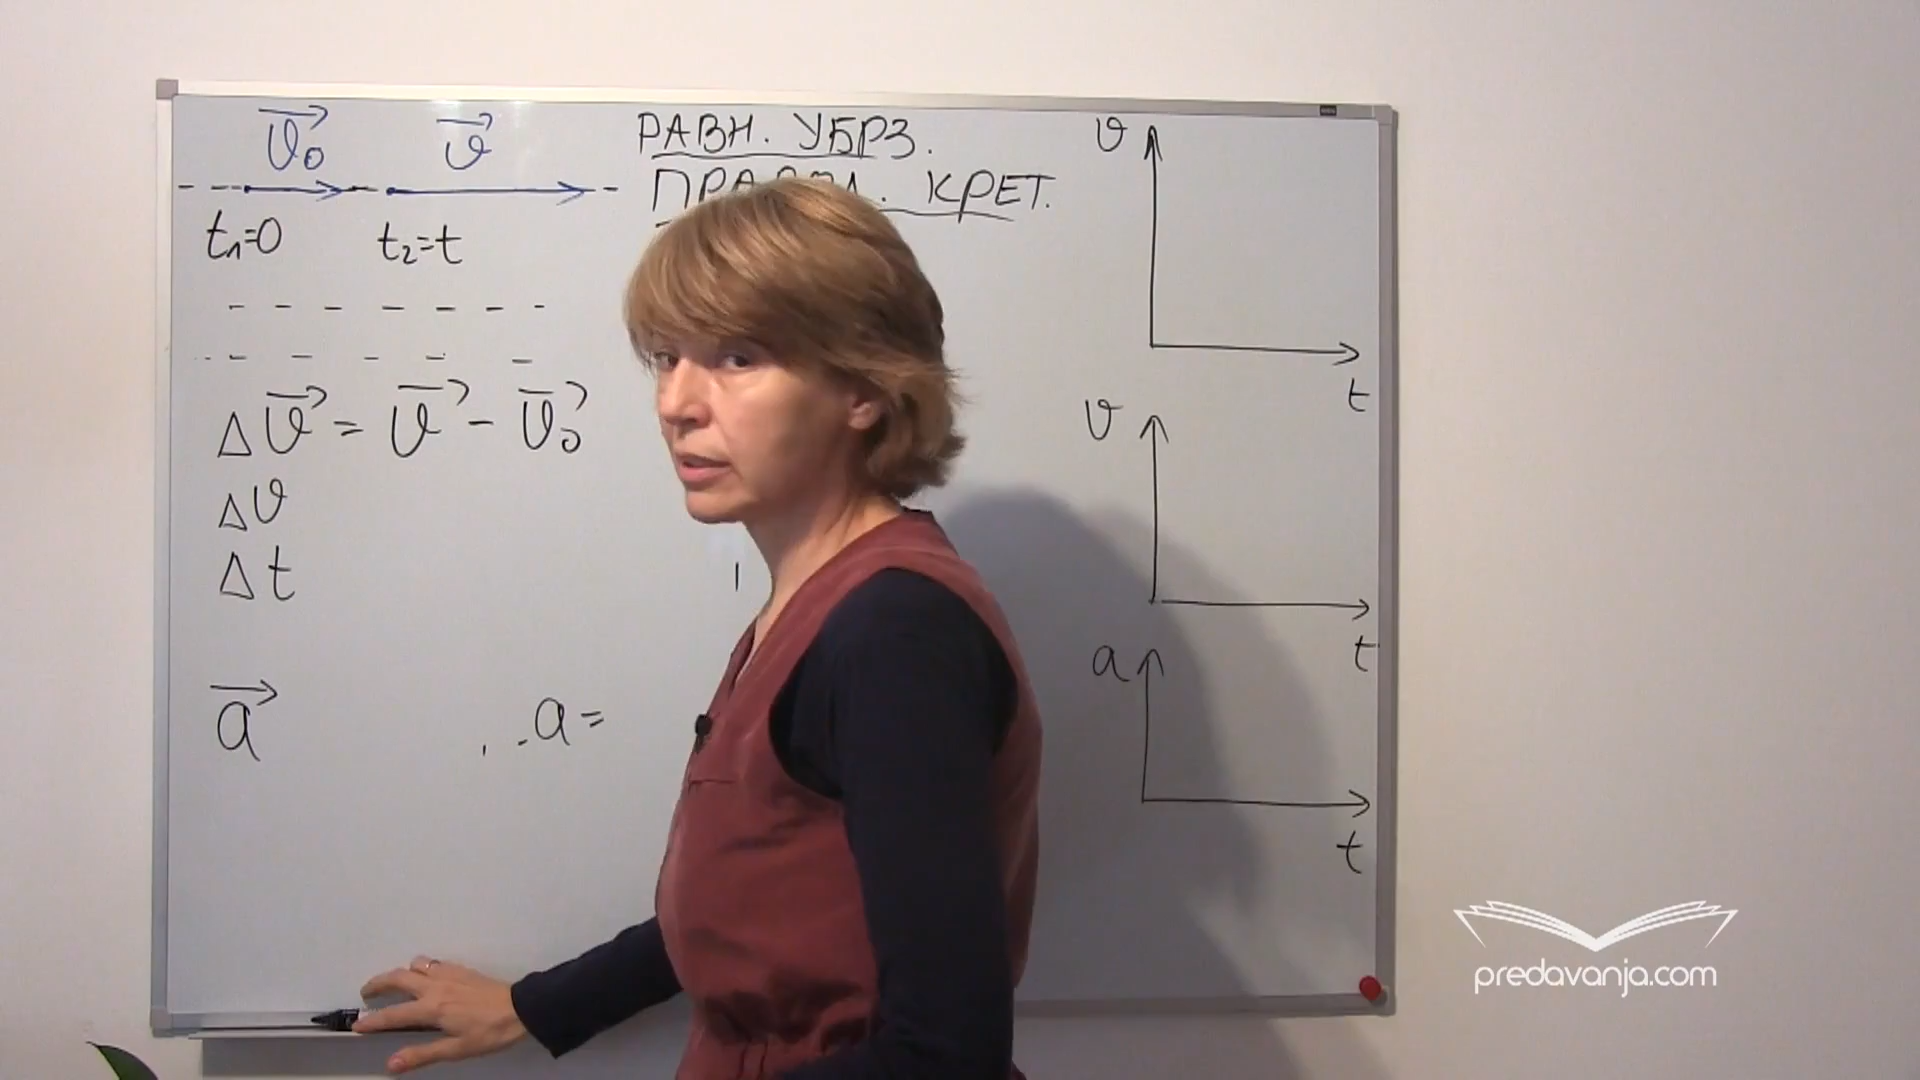 v⃗₀ v⃗
t₁=0 t₂=t
Δv⃗ = v⃗ - v⃗₀
Δv
Δt
a⃗
a=
РАВН. УБРЗ.
КРЕТ.
v
t
v
t
a
t
predavanja.com